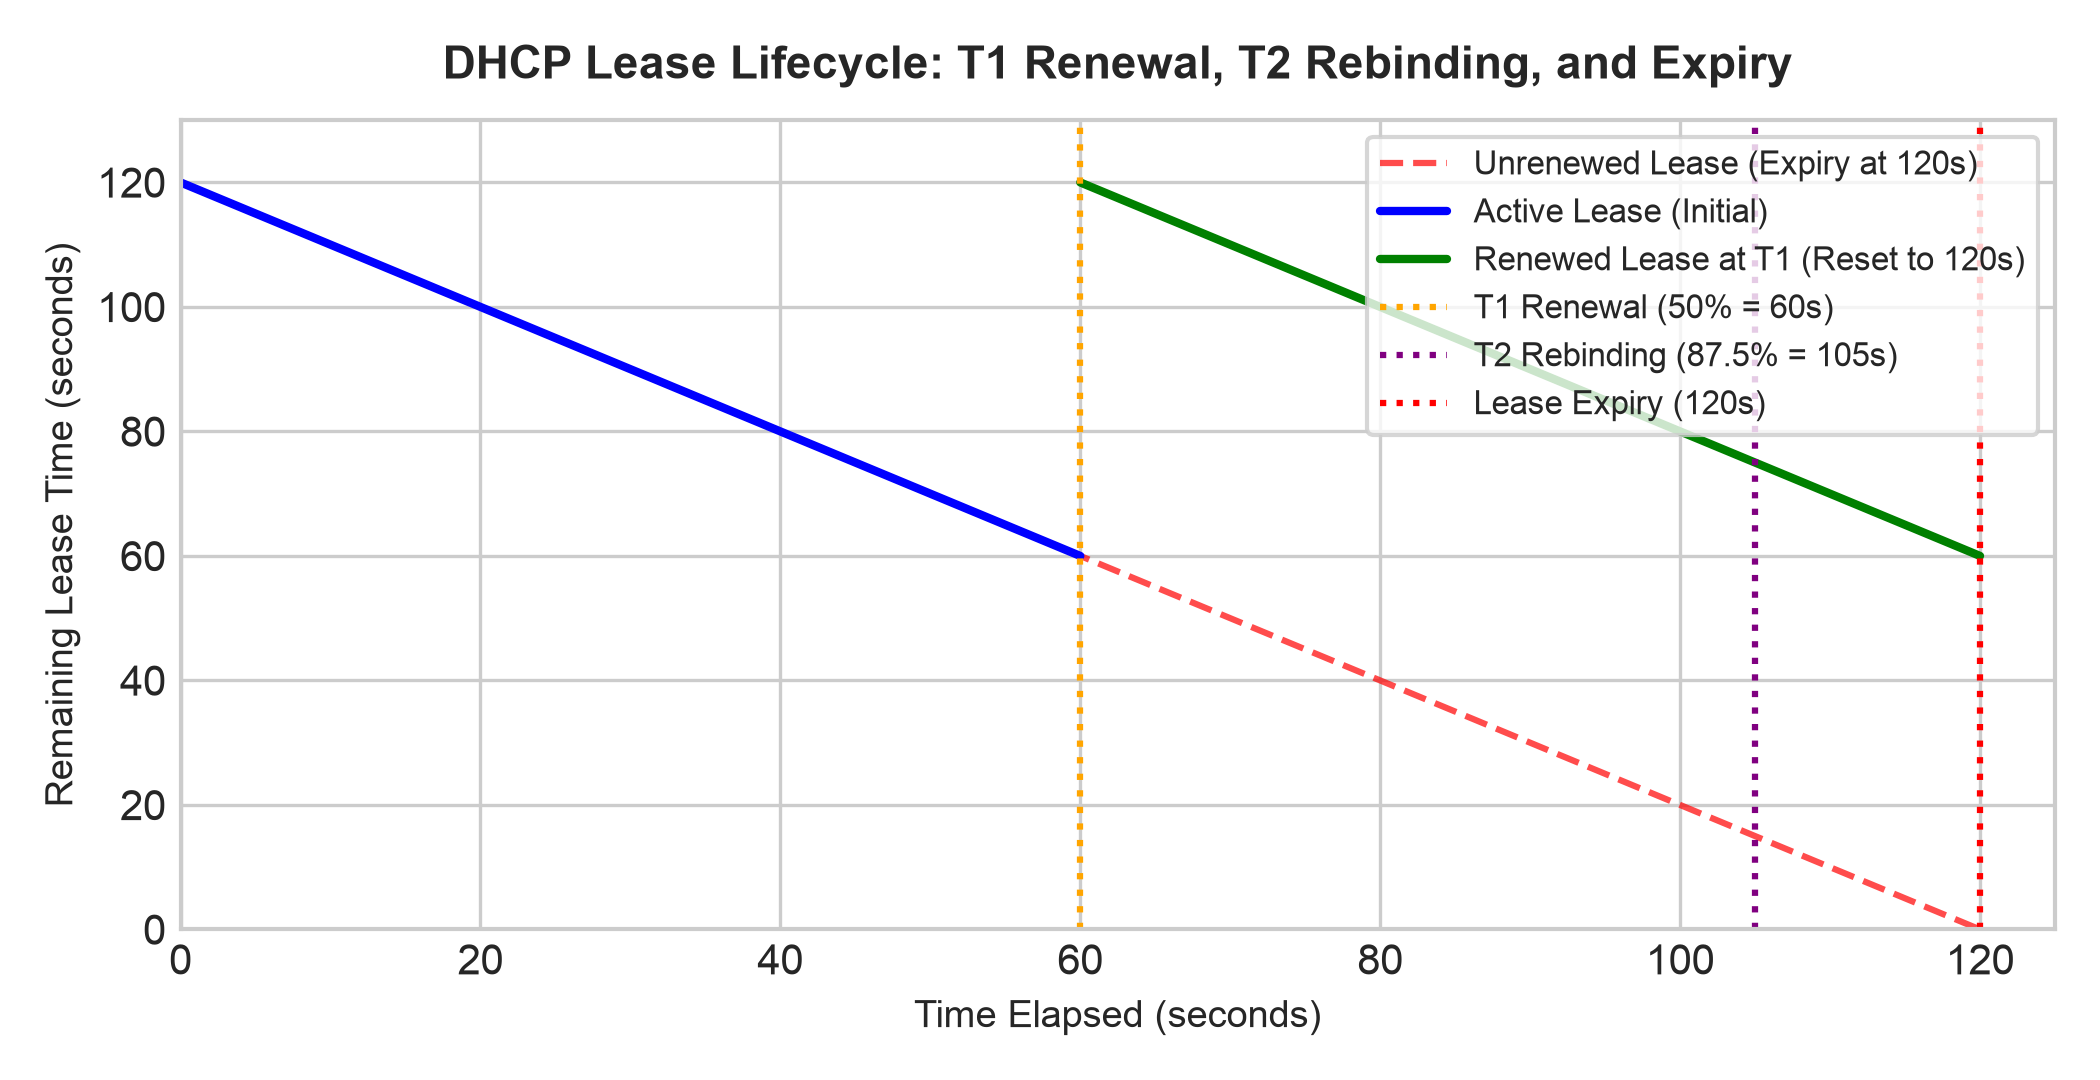 DHCP Lease Lifecycle: T1 Renewal, T2 Rebinding, and Expiry
Remaining Lease Time (seconds)
120
100
80
60
40
20
0
Unrenewed Lease (Expiry at 120s)
Active Lease (Initial)
Renewed Lease at T1 (Reset to 120s)
T1 Renewal (50% = 60s)
T2 Rebinding (87.5% = 105s)
Lease Expiry (120s)
0 20 40 60 80 100 120
Time Elapsed (seconds)